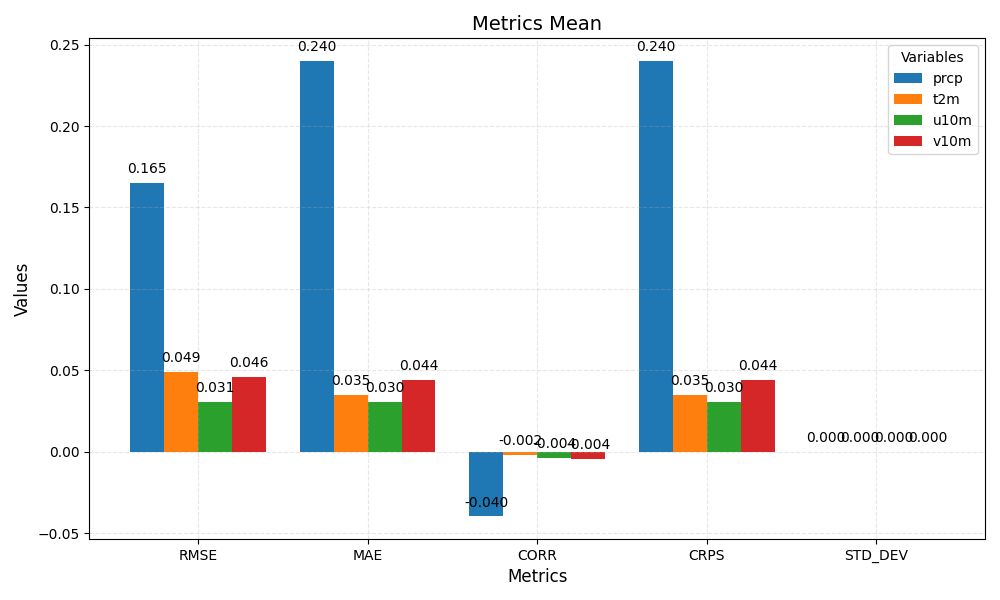 Metrics Mean
Values
0.25
0.20
0.15
0.10
0.05
0.00
−0.05
0.165
0.049
0.031
0.046
0.240
0.035
0.030
0.044
-0.040
-0.002
-0.004
-0.004
0.240
0.035
0.030
0.044
0.000
0.000
0.000
0.000
Variables
prcp
t2m
u10m
v10m
RMSE
MAE
CORR
CRPS
STD_DEV
Metrics